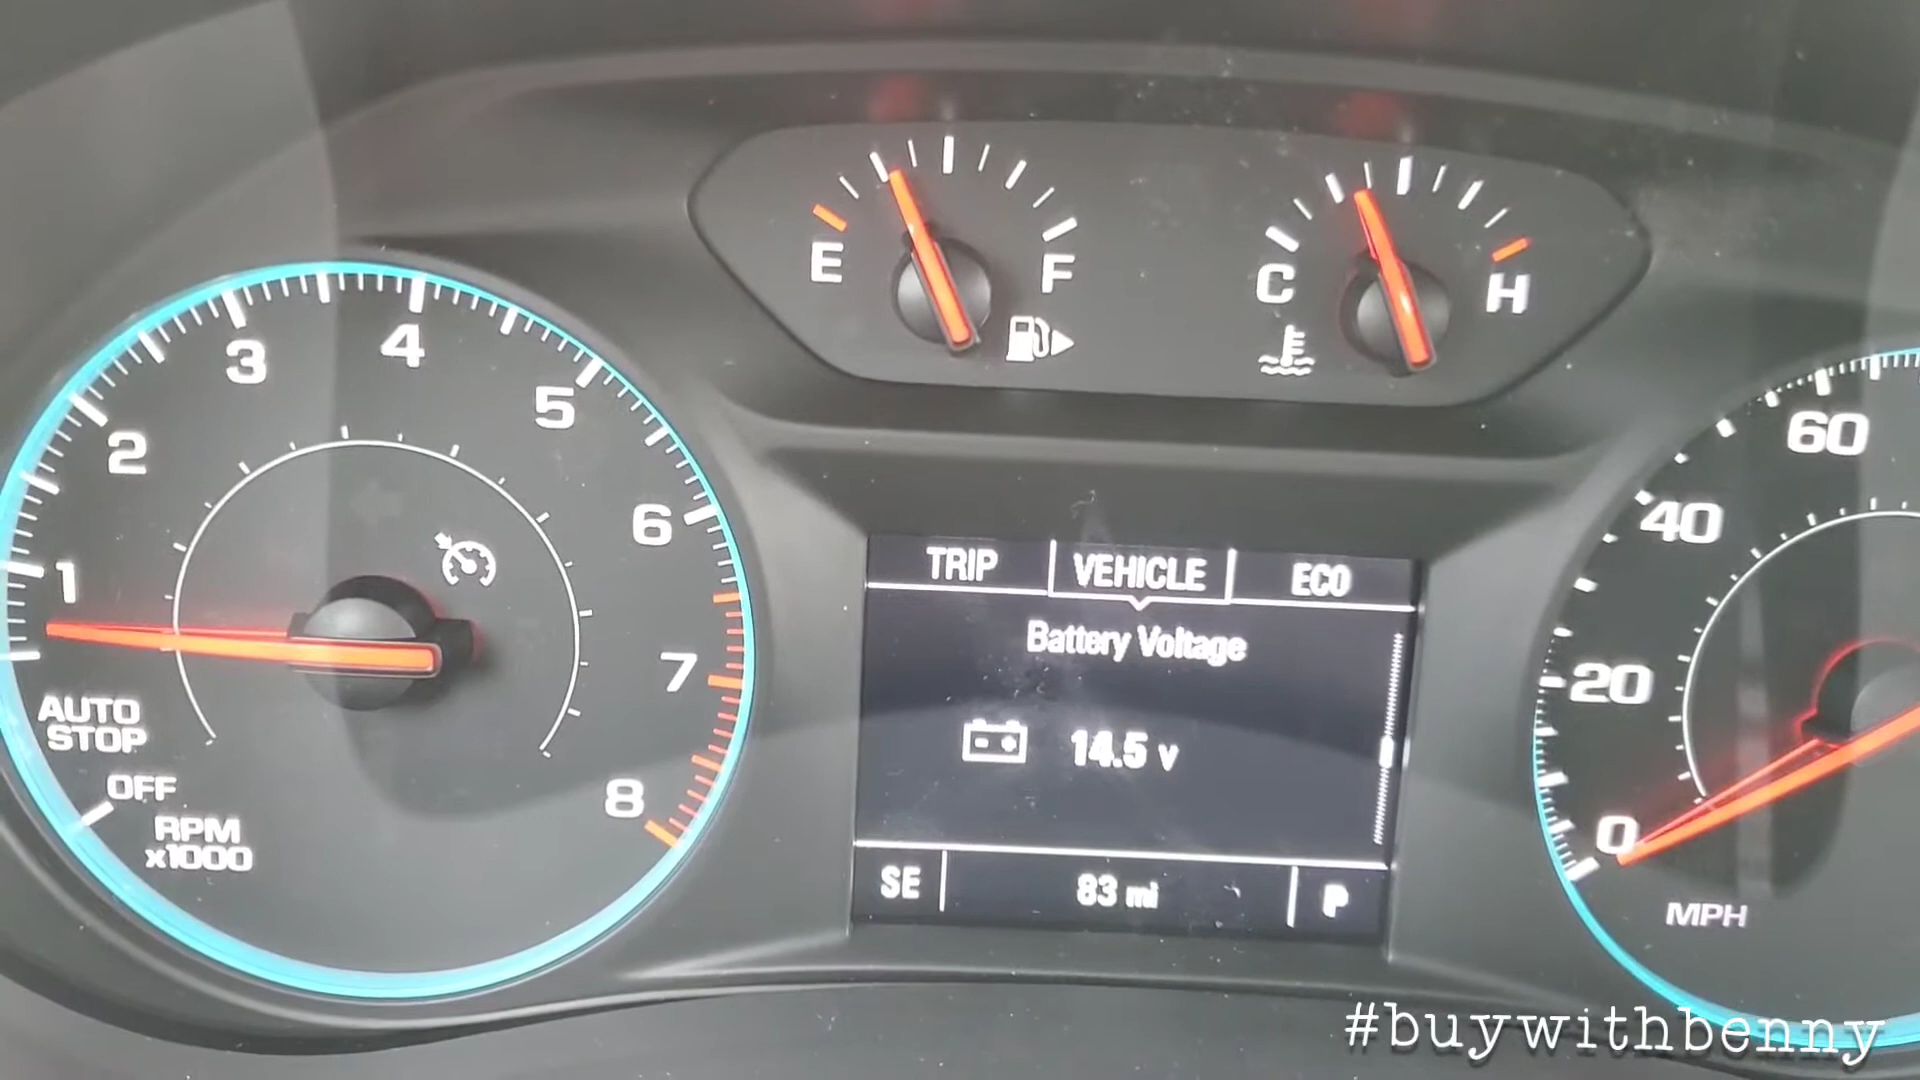 E
F
C
H
1
2
3
4
5
6
7
8
AUTO
STOP
OFF
RPM
x1000
TRIP VEHICLE ECO
Battery Voltage
14.5 v
SE 83 mi P
0
20
40
60
MPH
#buywithbenny